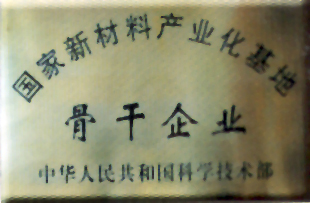 国家新材料产业化基地
骨干企业
中华人民共和国科学技术部